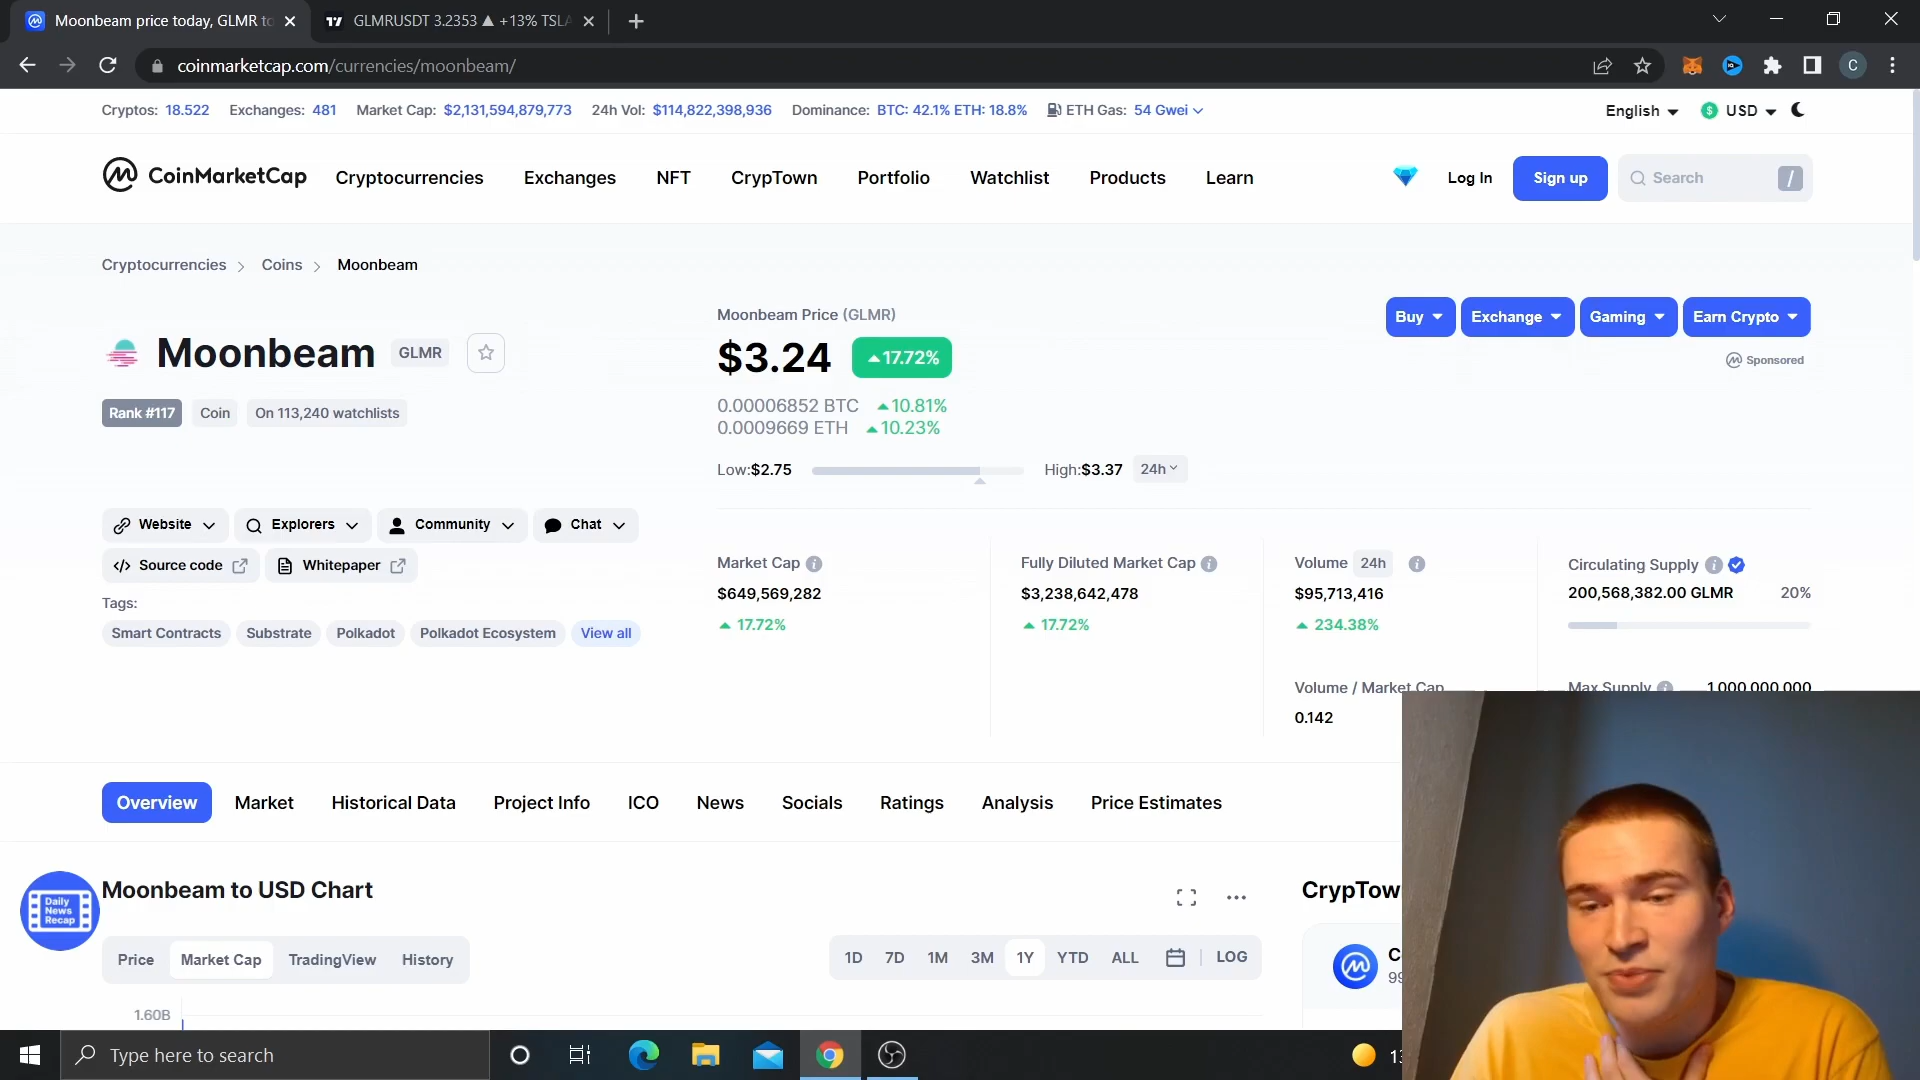 Moonbeam price today, GLMR to
GLMRUSDT 3.2353 ▲ +13% TSLA
coinmarketcap.com/currencies/moonbeam/
C
Cryptos: 18.522 Exchanges: 481 Market Cap: $2,131,594,879,773 24h Vol: $114,822,398,936 Dominance: BTC: 42.1% ETH: 18.8% ETH Gas: 54 Gwei
English USD
CoinMarketCap Cryptocurrencies Exchanges NFT CrypTown Portfolio Watchlist Products Learn Log In Sign up Search /
Cryptocurrencies > Coins > Moonbeam
Moonbeam GLMR
Rank #117 Coin On 113,240 watchlists
Website Explorers Community Chat
Source code Whitepaper
Tags:
Smart Contracts Substrate Polkadot Polkadot Ecosystem View all
Moonbeam Price (GLMR)
$3.24 17.72%
0.00006852 BTC 10.81%
0.0009669 ETH 10.23%
Low:$2.75 High:$3.37 24h
Buy Exchange Gaming Earn Crypto
Sponsored
Market Cap
$649,569,282
17.72%
Fully Diluted Market Cap
$3,238,642,478
17.72%
Volume 24h
$95,713,416
234.38%
Volume / Market Cap
0.142
Circulating Supply
200,568,382.00 GLMR 20%
Max Supply 1,000,000,000
Overview Market Historical Data Project Info ICO News Socials Ratings Analysis Price Estimates
Daily
News
Recap
Moonbeam to USD Chart
Price Market Cap TradingView History
1D 7D 1M 3M 1Y YTD ALL LOG
1.60B
CrypTow
C
99
Type here to search
13